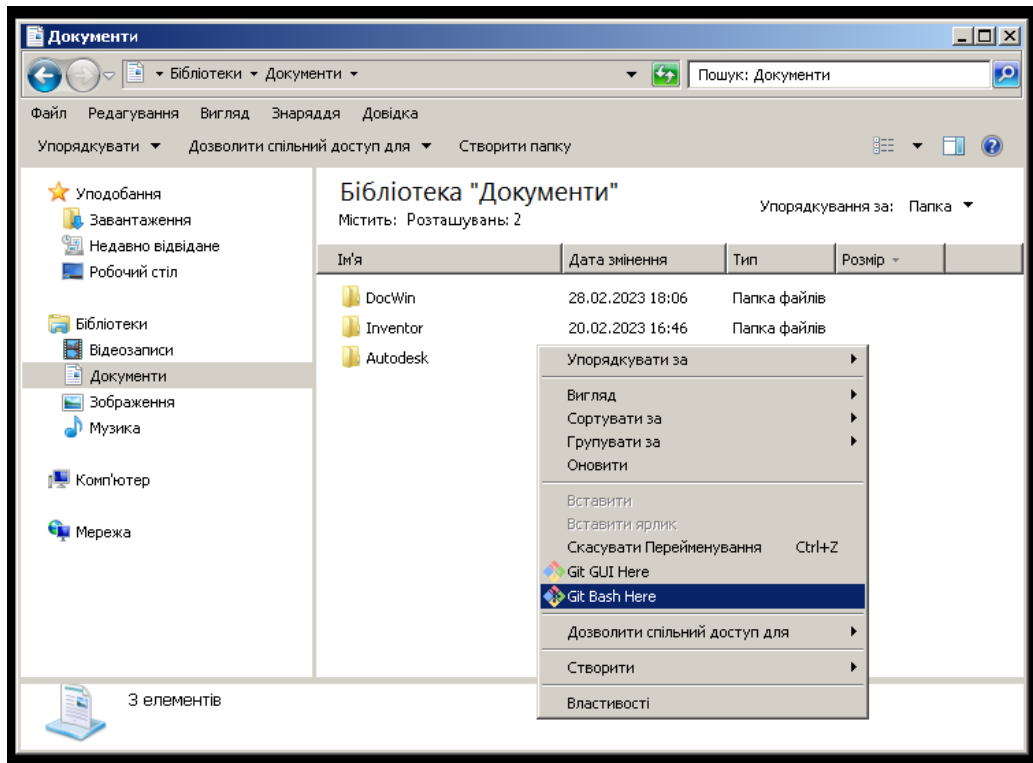 Документи
Бібліотеки Документи
Пошук: Документи
Файл Редагування Вигляд Знаряддя Довідка
Упорядкувати Дозволити спільний доступ для Створити папку
Уподобання
Завантаження
Недавно відвідане
Робочий стіл
Бібліотеки
Відеозаписи
Документи
Зображення
Музика
Комп'ютер
Мережа
Бібліотека "Документи"
Містить: Розташувань: 2
Упорядкування за: Папка
Ім'я Дата змінення Тип Розмір
DocWin 28.02.2023 18:06 Папка файлів
Inventor 20.02.2023 16:46 Папка файлів
Autodesk
Упорядкувати за
Вигляд
Сортувати за
Групувати за
Оновити
Вставити
Вставити ярлик
Скасувати Перейменування Ctrl+Z
Git GUI Here
Git Bash Here
Дозволити спільний доступ для
Створити
Властивості
3 елементів